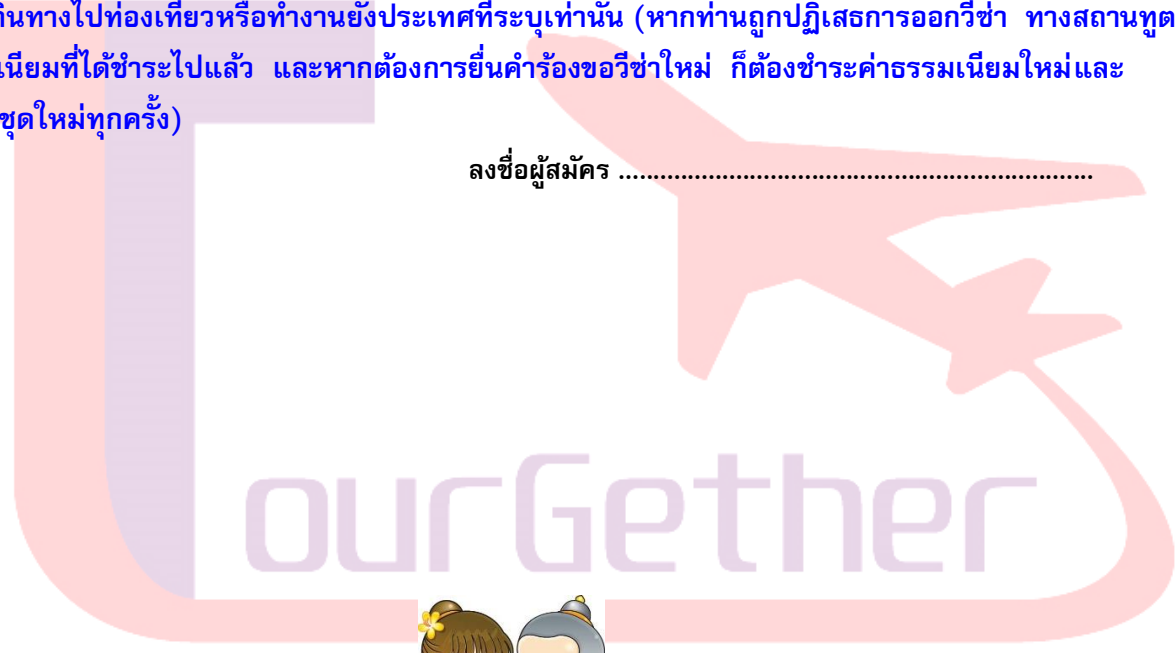 ินทางไปท่องเที่ยวหรือทำงานยังประเทศที่ระบุเท่านั้น (หากท่านถูกปฏิเสธการออกวีซ่า ทางสถานทูต
เนียมที่ได้ชำระไปแล้ว และหากต้องการยื่นคำร้องขอวีซ่าใหม่ ก็ต้องชำระค่าธรรมเนียมใหม่และ
ชุดใหม่ทุกครั้ง)
ลงชื่อผู้สมัคร .....................................................................
ourGether